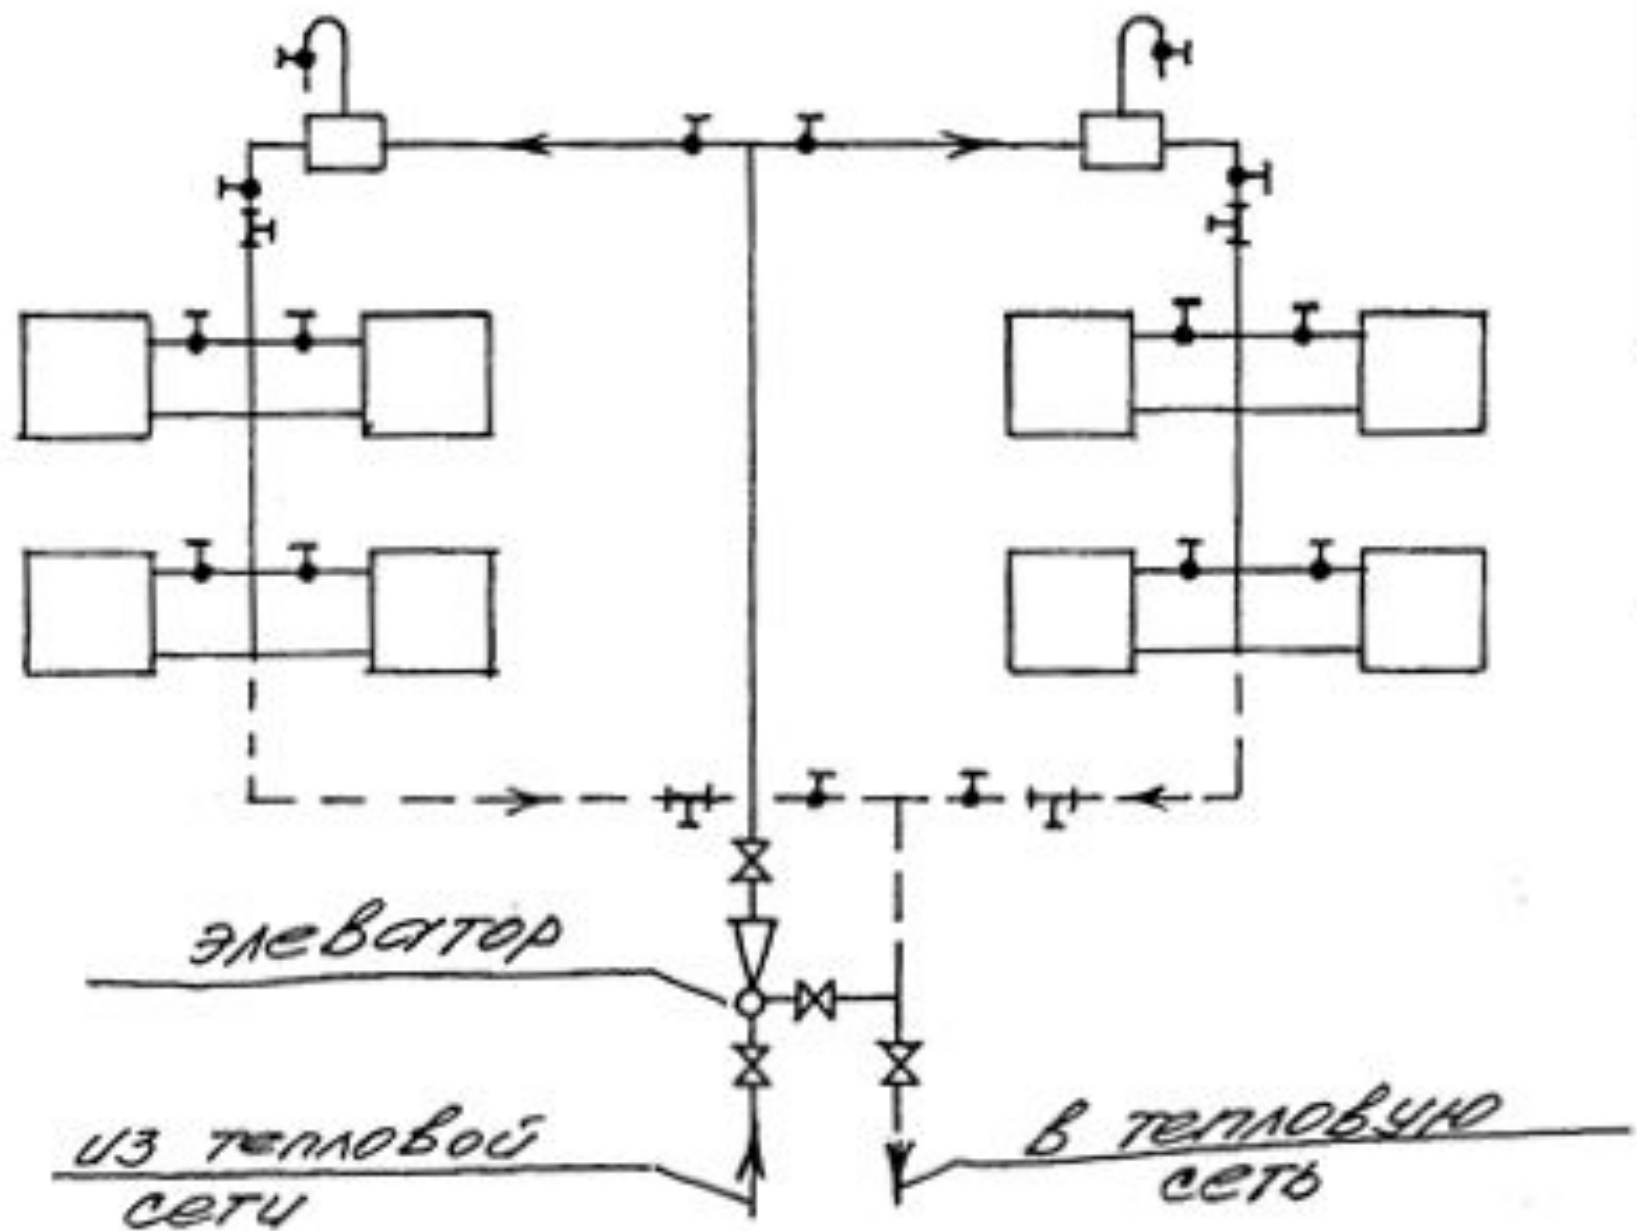 элеватор
из тепловой
сети
в тепловую
сеть